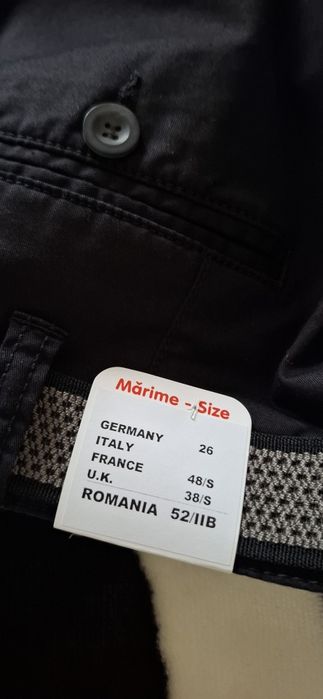 Mărime - Size
GERMANY 26
ITALY
FRANCE 48/S
U.K. 38/S
ROMANIA 52/IIB